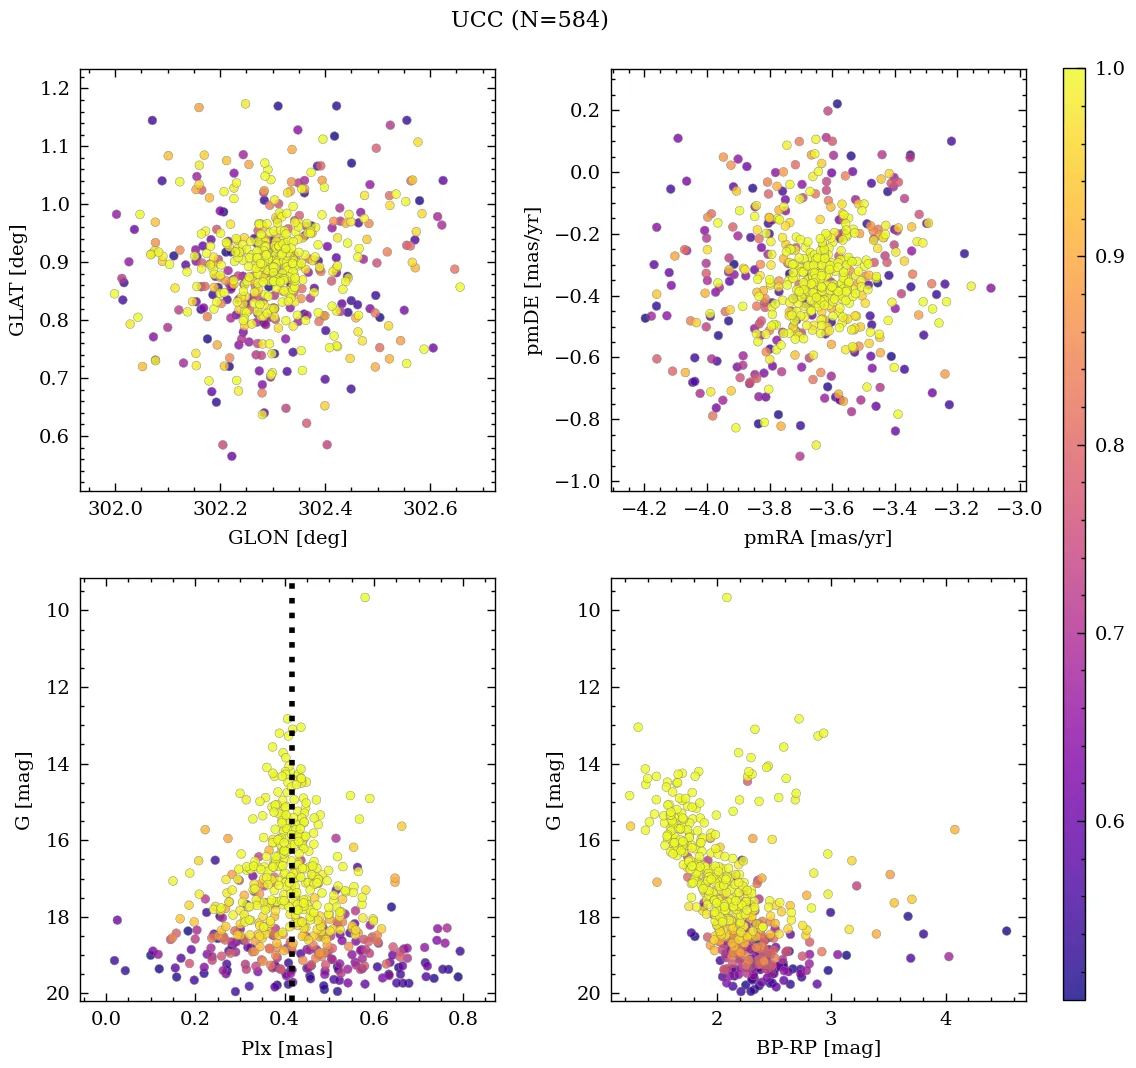 UCC (N=584)
1.2
1.1
1.0
0.9
0.8
0.7
0.6
GLAT [deg]
302.0 302.2 302.4 302.6
GLON [deg]
0.2
0.0
−0.2
−0.4
−0.6
−0.8
−1.0
pmDE [mas/yr]
−4.2 −4.0 −3.8 −3.6 −3.4 −3.2 −3.0
pmRA [mas/yr]
10
12
14
16
18
20
G [mag]
0.0 0.2 0.4 0.6 0.8
Plx [mas]
10
12
14
16
18
20
G [mag]
2 3 4
BP-RP [mag]
1.0
0.9
0.8
0.7
0.6